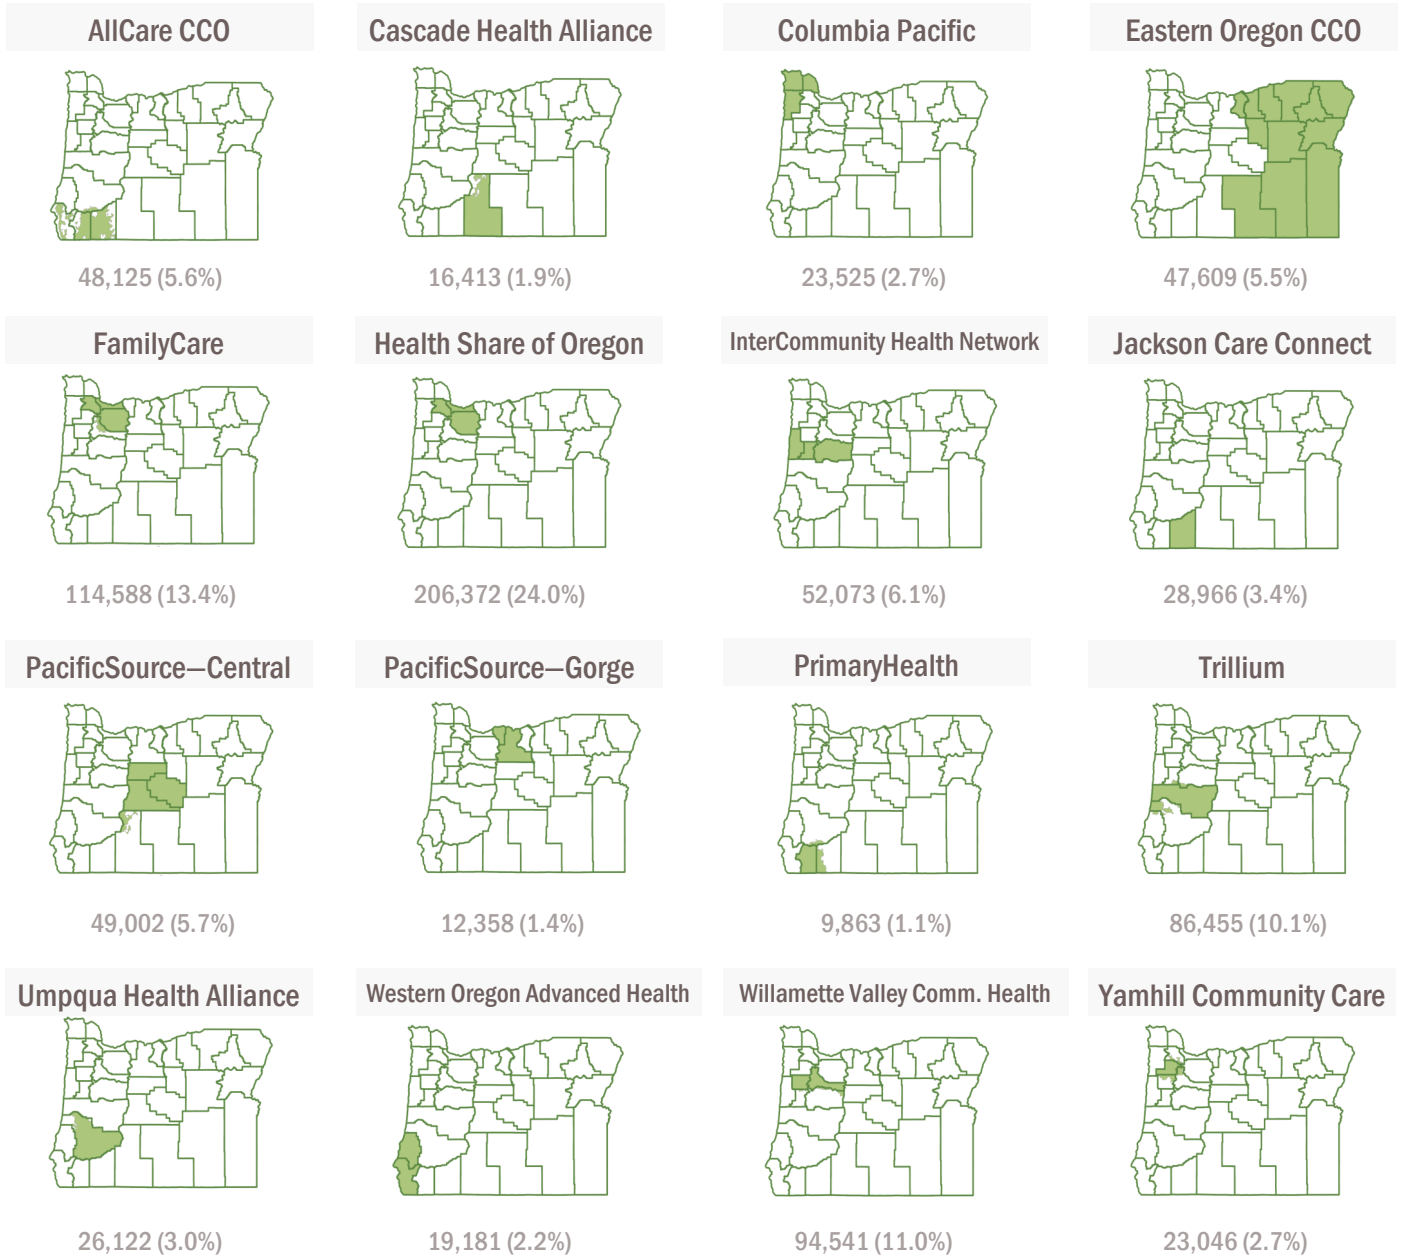 AllCare CCO
Cascade Health Alliance
Columbia Pacific
Eastern Oregon CCO
48,125 (5.6%)
16,413 (1.9%)
23,525 (2.7%)
47,609 (5.5%)
FamilyCare
Health Share of Oregon
InterCommunity Health Network
Jackson Care Connect
114,588 (13.4%)
206,372 (24.0%)
52,073 (6.1%)
28,966 (3.4%)
PacificSource—Central
PacificSource—Gorge
PrimaryHealth
Trillium
49,002 (5.7%)
12,358 (1.4%)
9,863 (1.1%)
86,455 (10.1%)
Umpqua Health Alliance
Western Oregon Advanced Health
Willamette Valley Comm. Health
Yamhill Community Care
26,122 (3.0%)
19,181 (2.2%)
94,541 (11.0%)
23,046 (2.7%)